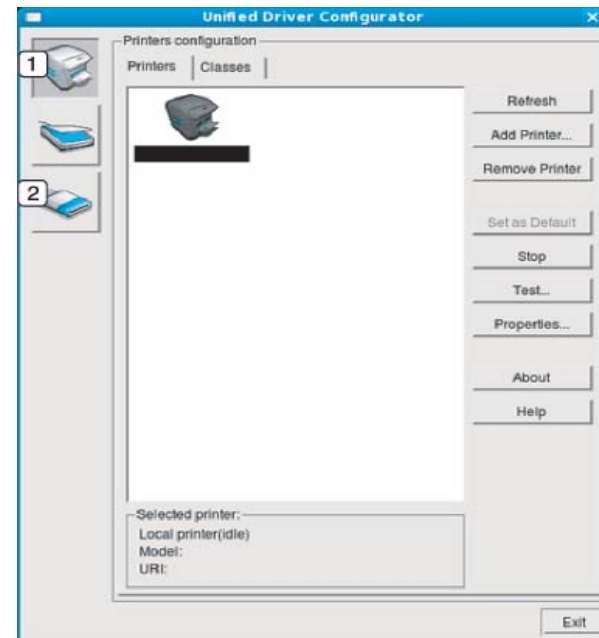 Unified Driver Configurator
1
2
Printers configuration
Printers
Classes
Refresh
Add Printer...
Remove Printer
Set as Default
Stop
Test...
Properties...
About
Help
Selected printer:
Local printer(idle)
Model:
URI:
Exit